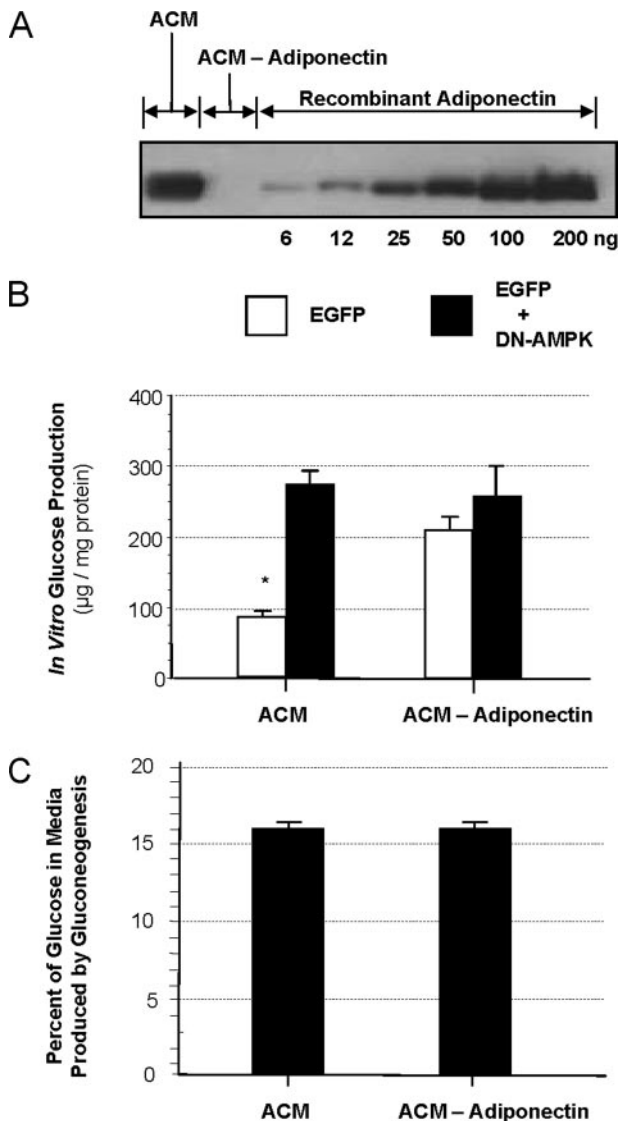 A
ACM
ACM – Adiponectin
Recombinant Adiponectin
6 12 25 50 100 200 ng
B
EGFP
EGFP
+
DN-AMPK
In Vitro Glucose Production
(µg / mg protein)
400
300
200
100
0
*
ACM ACM – Adiponectin
C
Percent of Glucose in Media
Produced by Gluconeogenesis
20
15
10
5
0
ACM ACM – Adiponectin